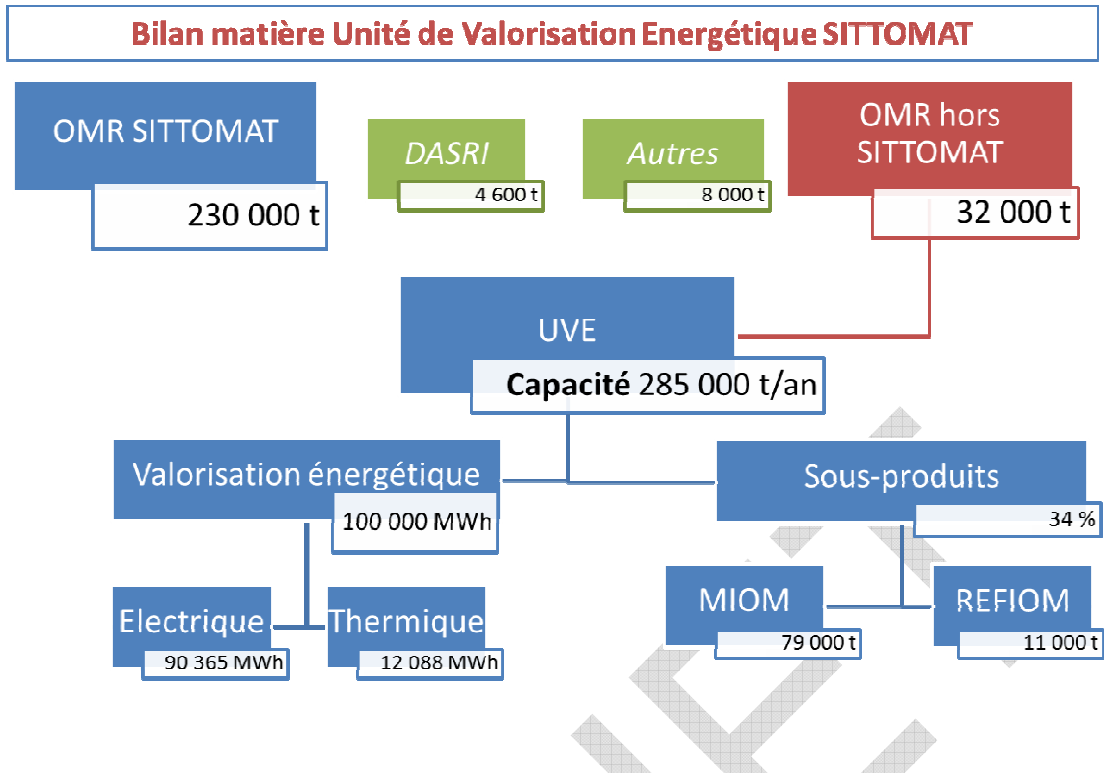 Bilan matière Unité de Valorisation Energétique SITTOMAT
OMR SITTOMAT
230 000 t
DASRI
4 600 t
Autres
8 000 t
OMR hors
SITTOMAT
32 000 t
UVE
Capacité 285 000 t/an
Valorisation énergétique
100 000 MWh
Sous-produits
34 %
Electrique
90 365 MWh
Thermique
12 088 MWh
MIOM
79 000 t
REFIOM
11 000 t